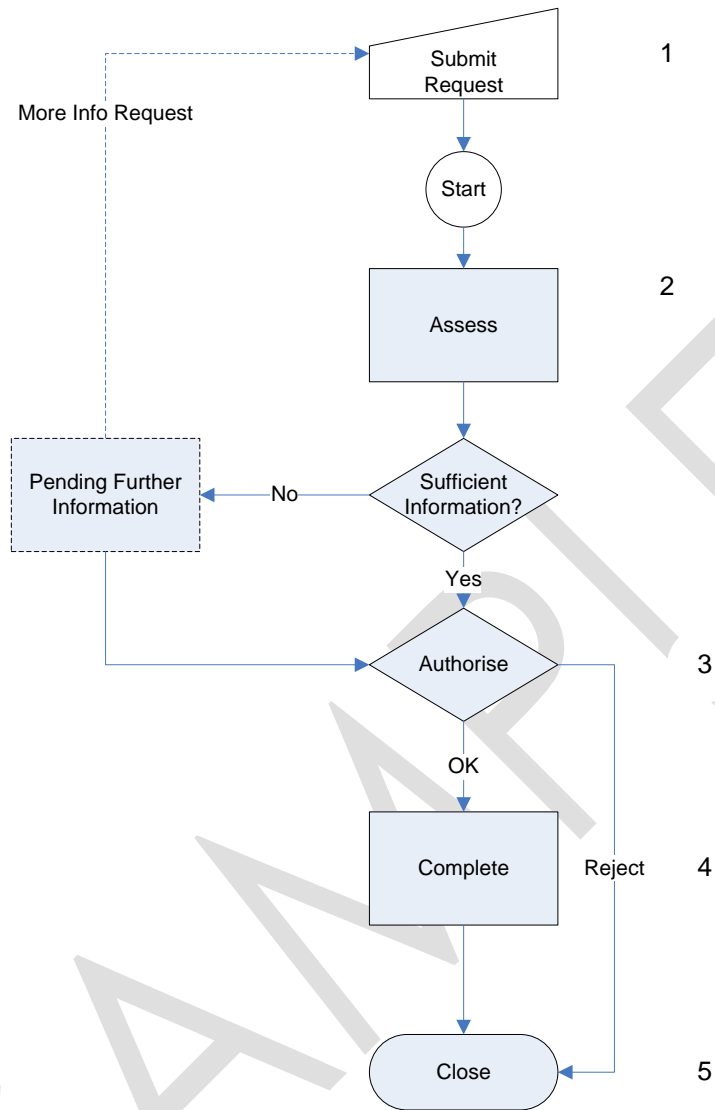 Submit
Request
1
More Info Request
Start
2
Assess
Pending Further
Information
No
Sufficient
Information?
Yes
Authorise
3
OK
Complete
Reject
4
Close
5